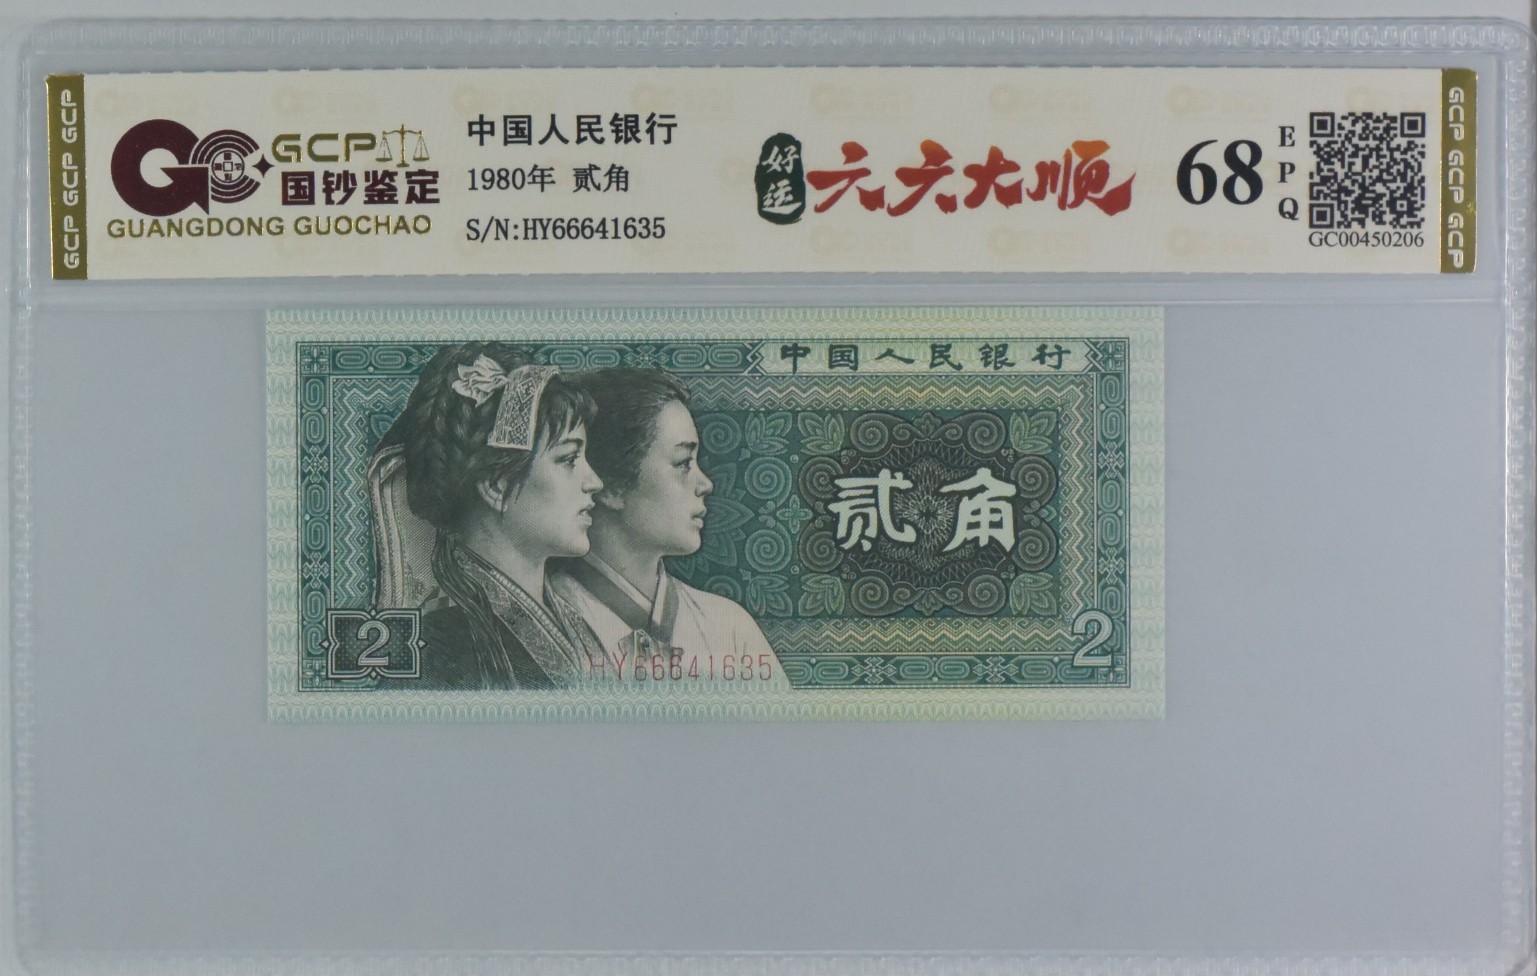 GCP GCP GCP
GCP
国钞鉴定
GUANGDONG GUOCHAO
中国人民银行
1980年 贰角
S/N:HY66641635
好运
六六大顺
68
EPQ
GC00450206
GCP GCP GCP
中国人民银行
贰角
2
HY66641635
2